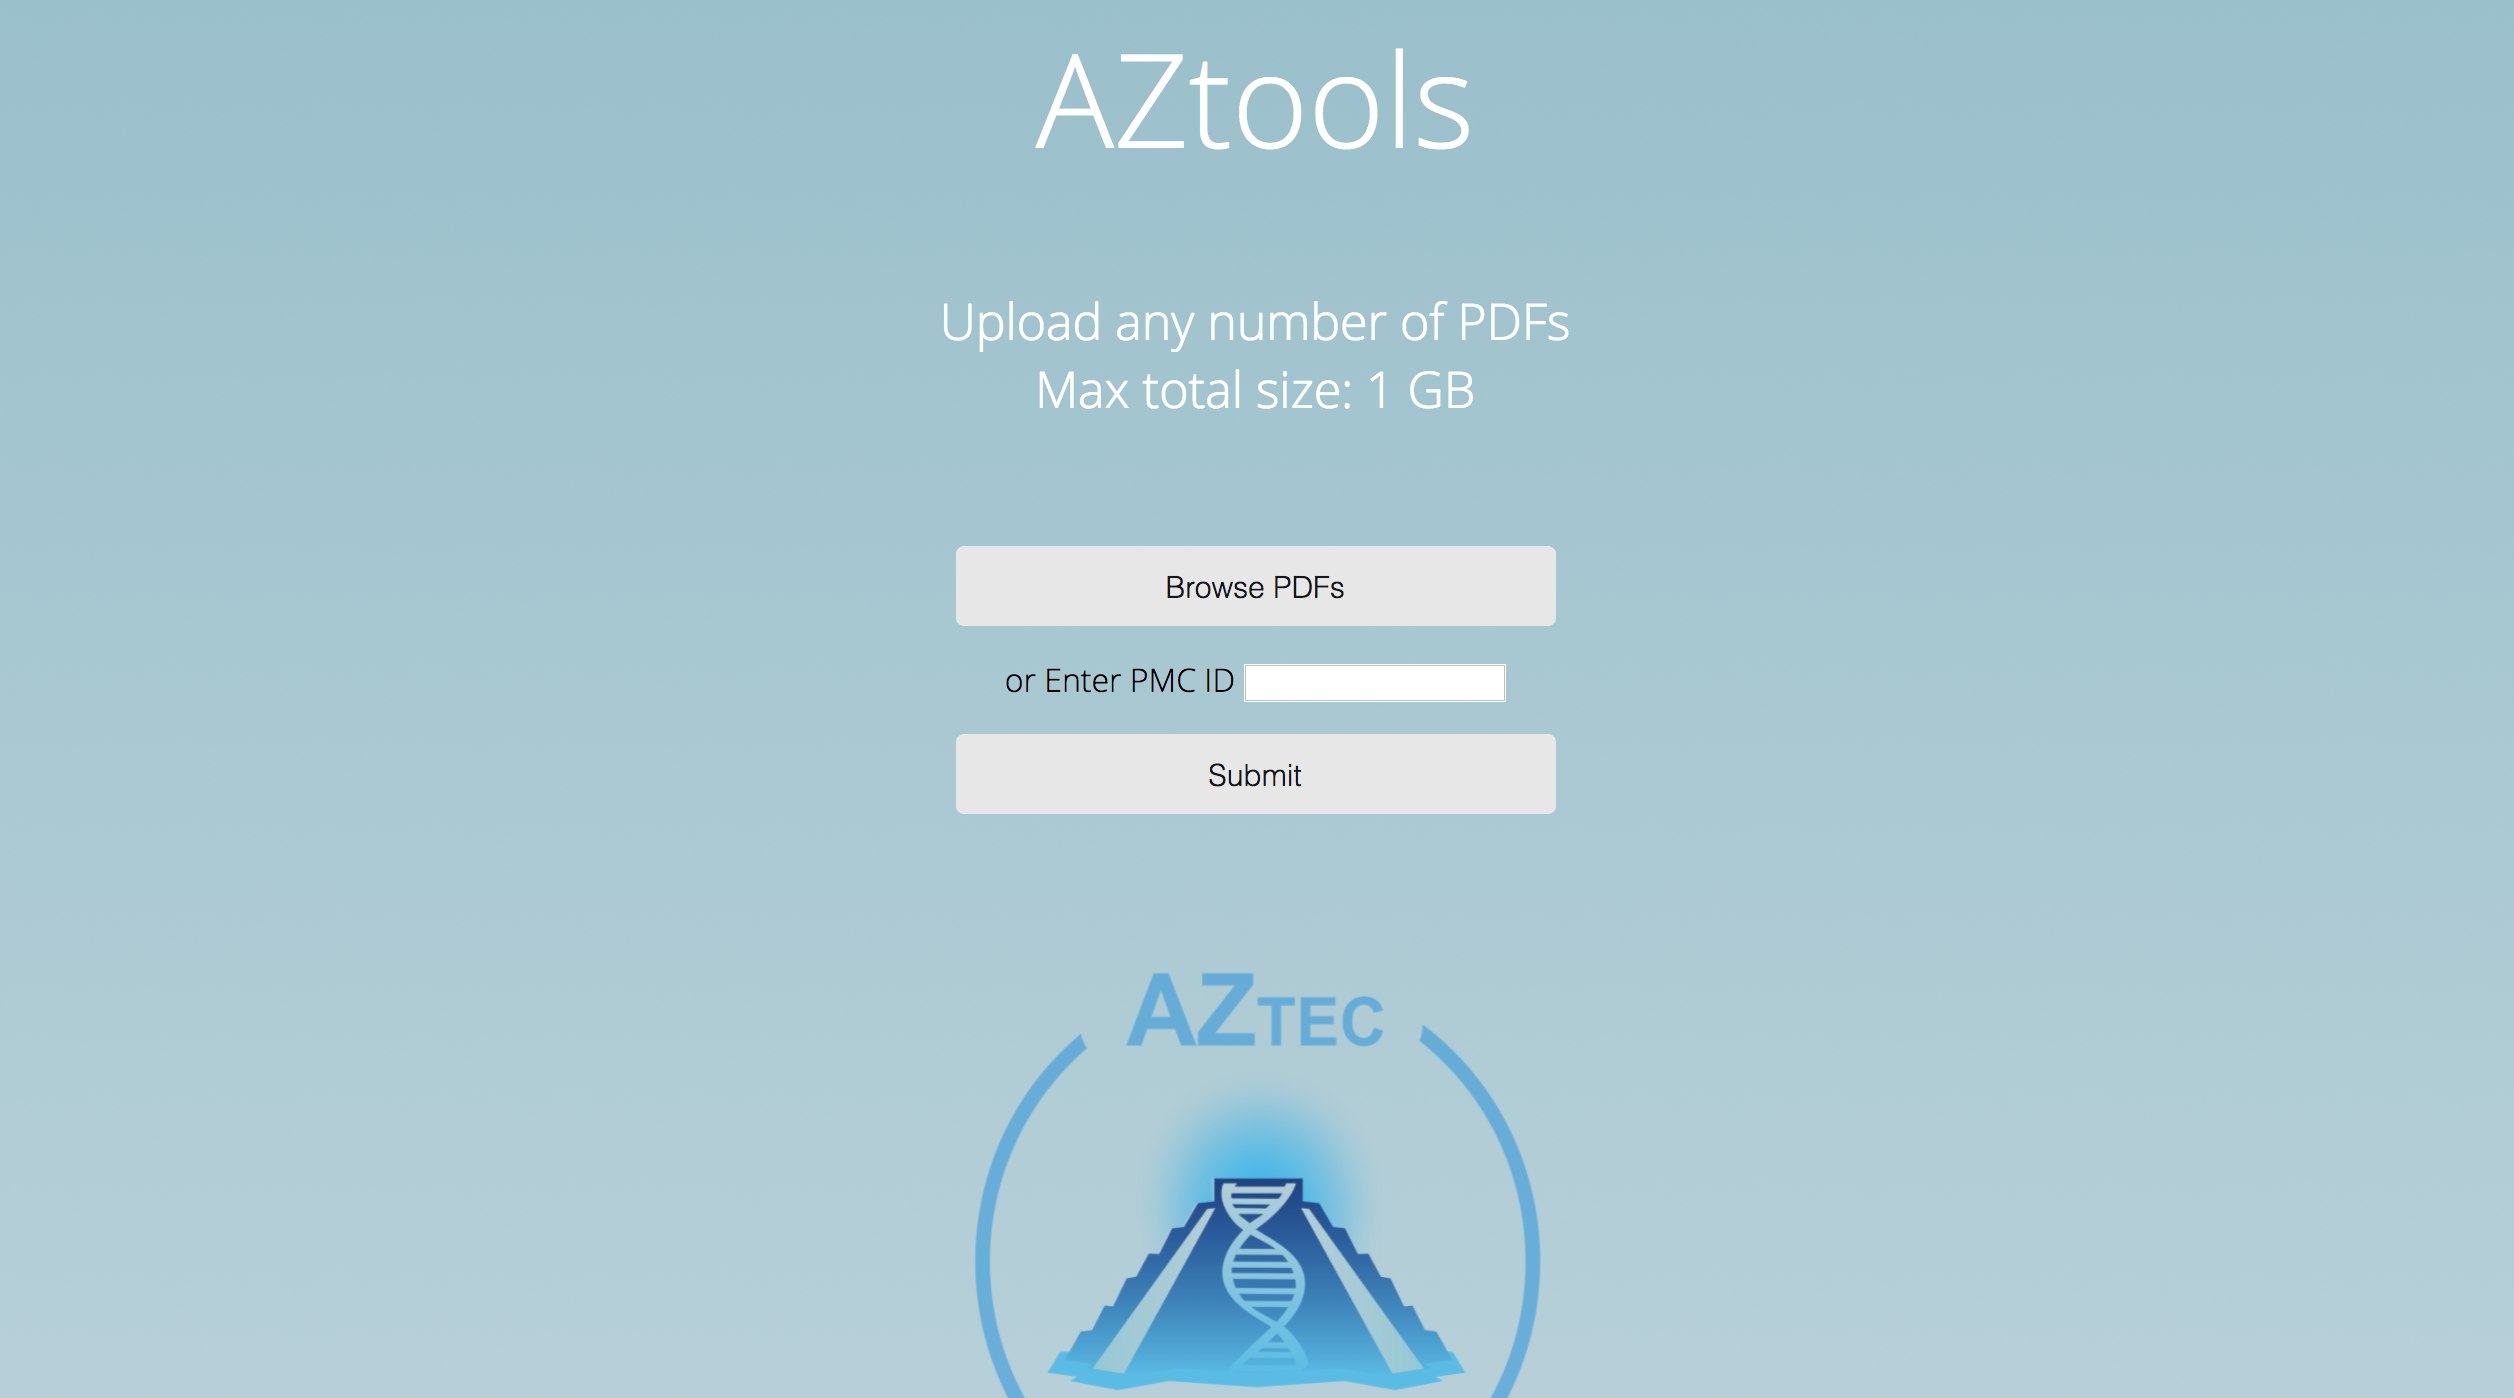 AZtools
Upload any number of PDFs
Max total size: 1 GB
Browse PDFs
or Enter PMC ID
Submit
AZTEC